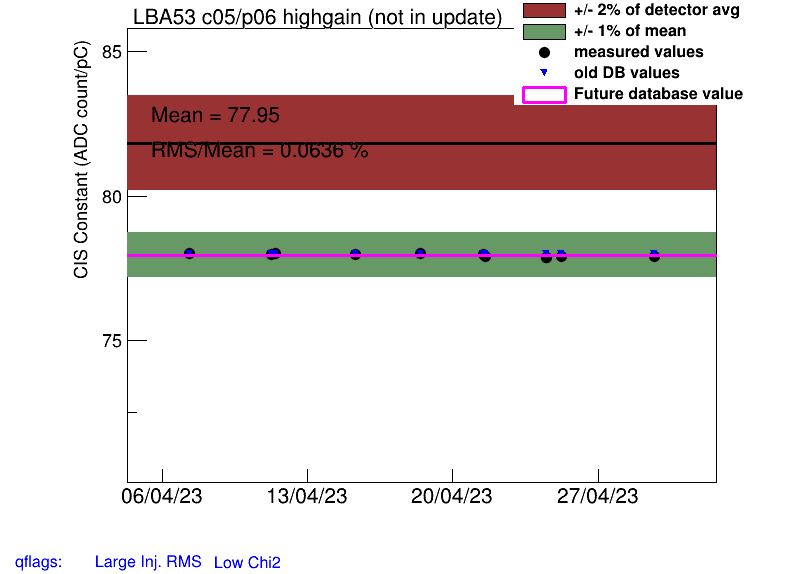 LBA53 c05/p06 highgain (not in update)
+/- 2% of detector avg
+/- 1% of mean
measured values
old DB values
Future database value
CIS Constant (ADC count/pC)
85
80
75
Mean = 77.95
RMS/Mean = 0.0636 %
06/04/23 13/04/23 20/04/23 27/04/23
qflags: Large Inj. RMS Low Chi2